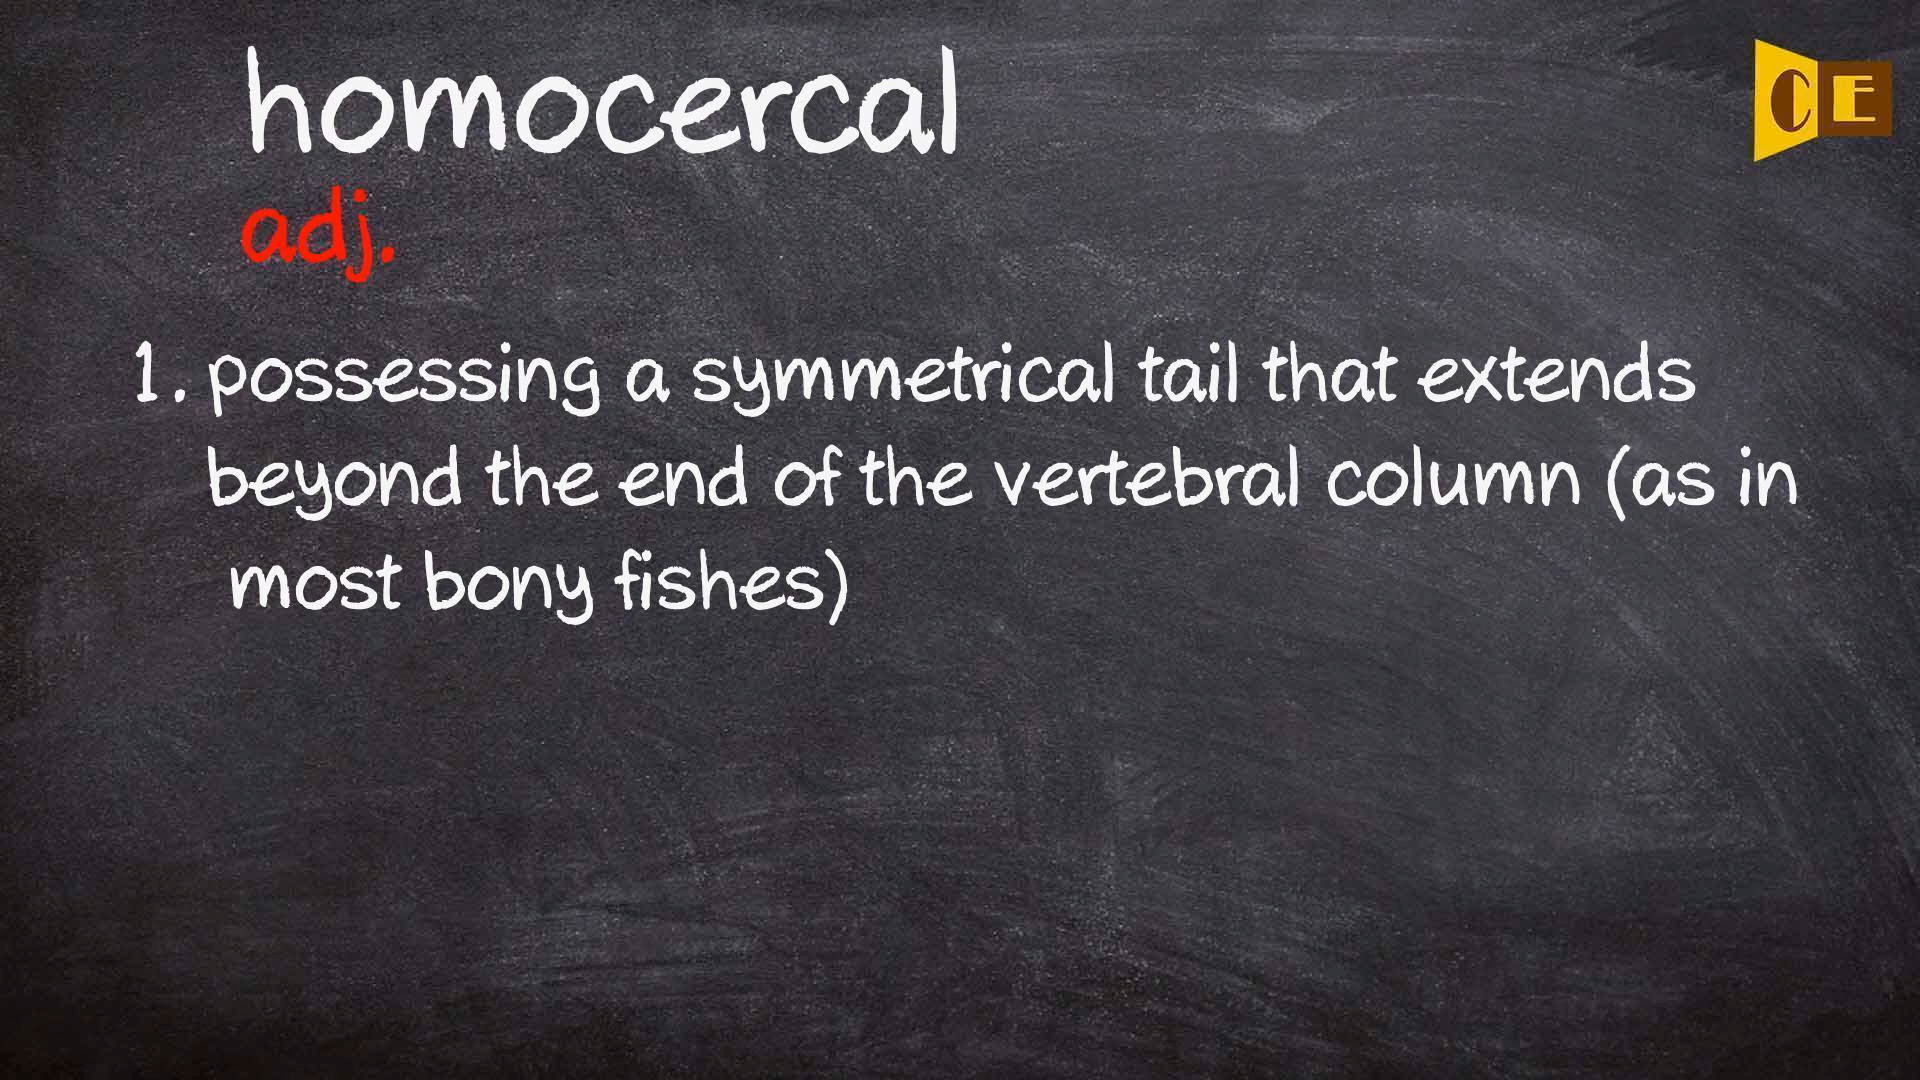 homocercal
CE
adj.
1. possessing a symmetrical tail that extends
beyond the end of the vertebral column (as in
most bony fishes)